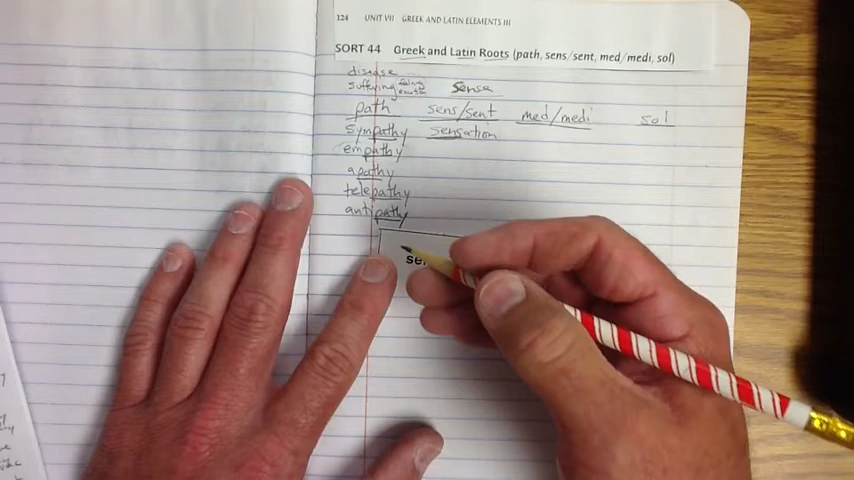 124 UNIT VII GREEK AND LATIN ELEMENTS III
SORT 44 Greek and Latin Roots (path, sens/sent, med/medi, sol)
disease
suffering feeling emotion sense
path sens/sent med/medi sol
sympathy sensation
empathy
apathy
telepathy
antipathy